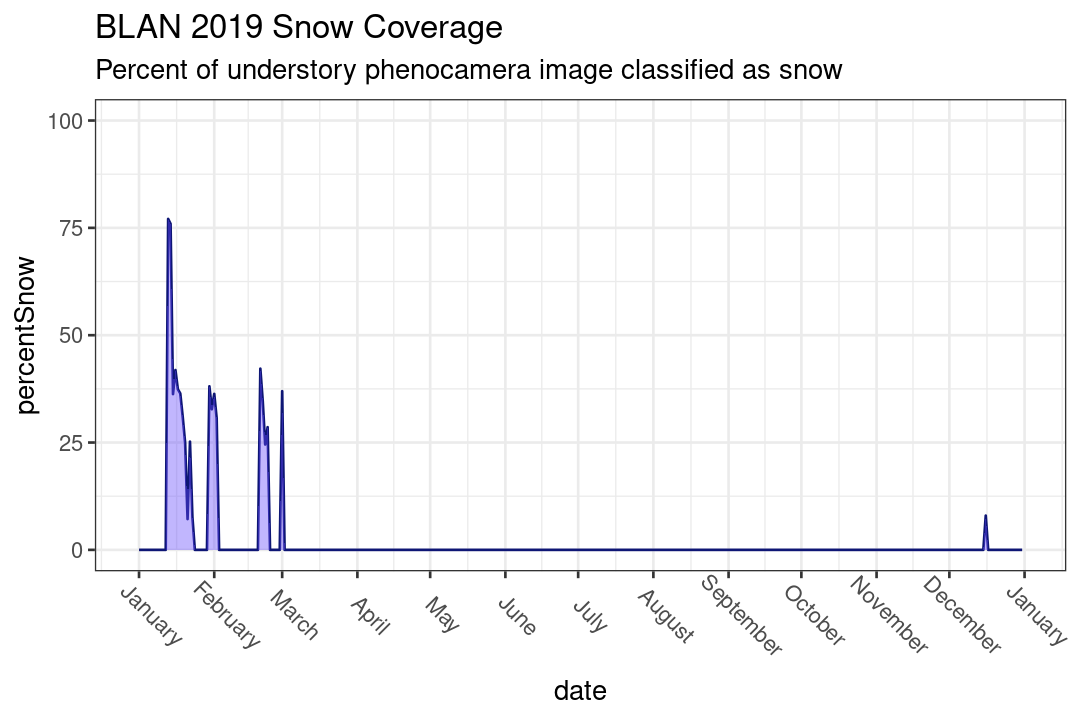 BLAN 2019 Snow Coverage
Percent of understory phenocamera image classified as snow
percentSnow
100
75
50
25
0
January
February
March
April
May
June
July
August
September
October
November
December
January
date